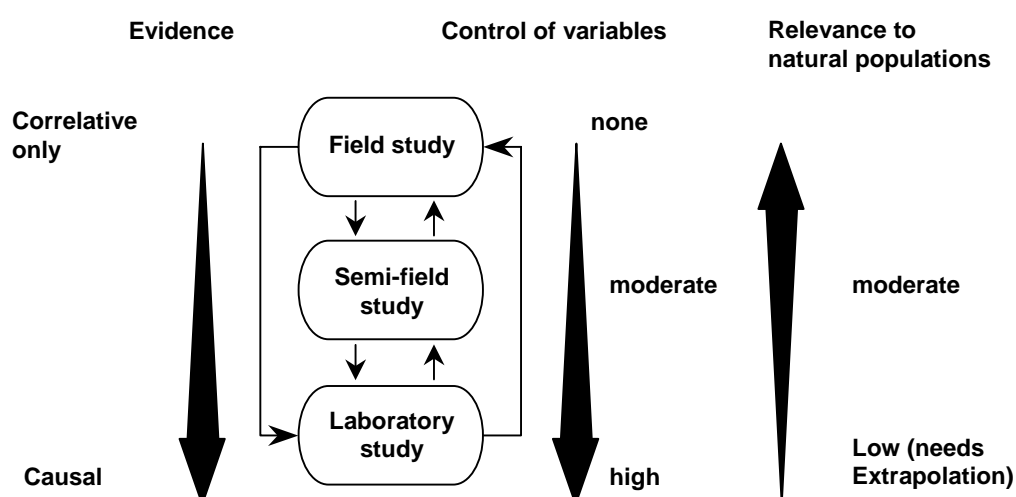 Evidence
Control of variables
Relevance to
natural populations
Correlative
only
Field study
none
Semi-field
study
moderate
moderate
Laboratory
study
Causal
high
Low (needs
Extrapolation)